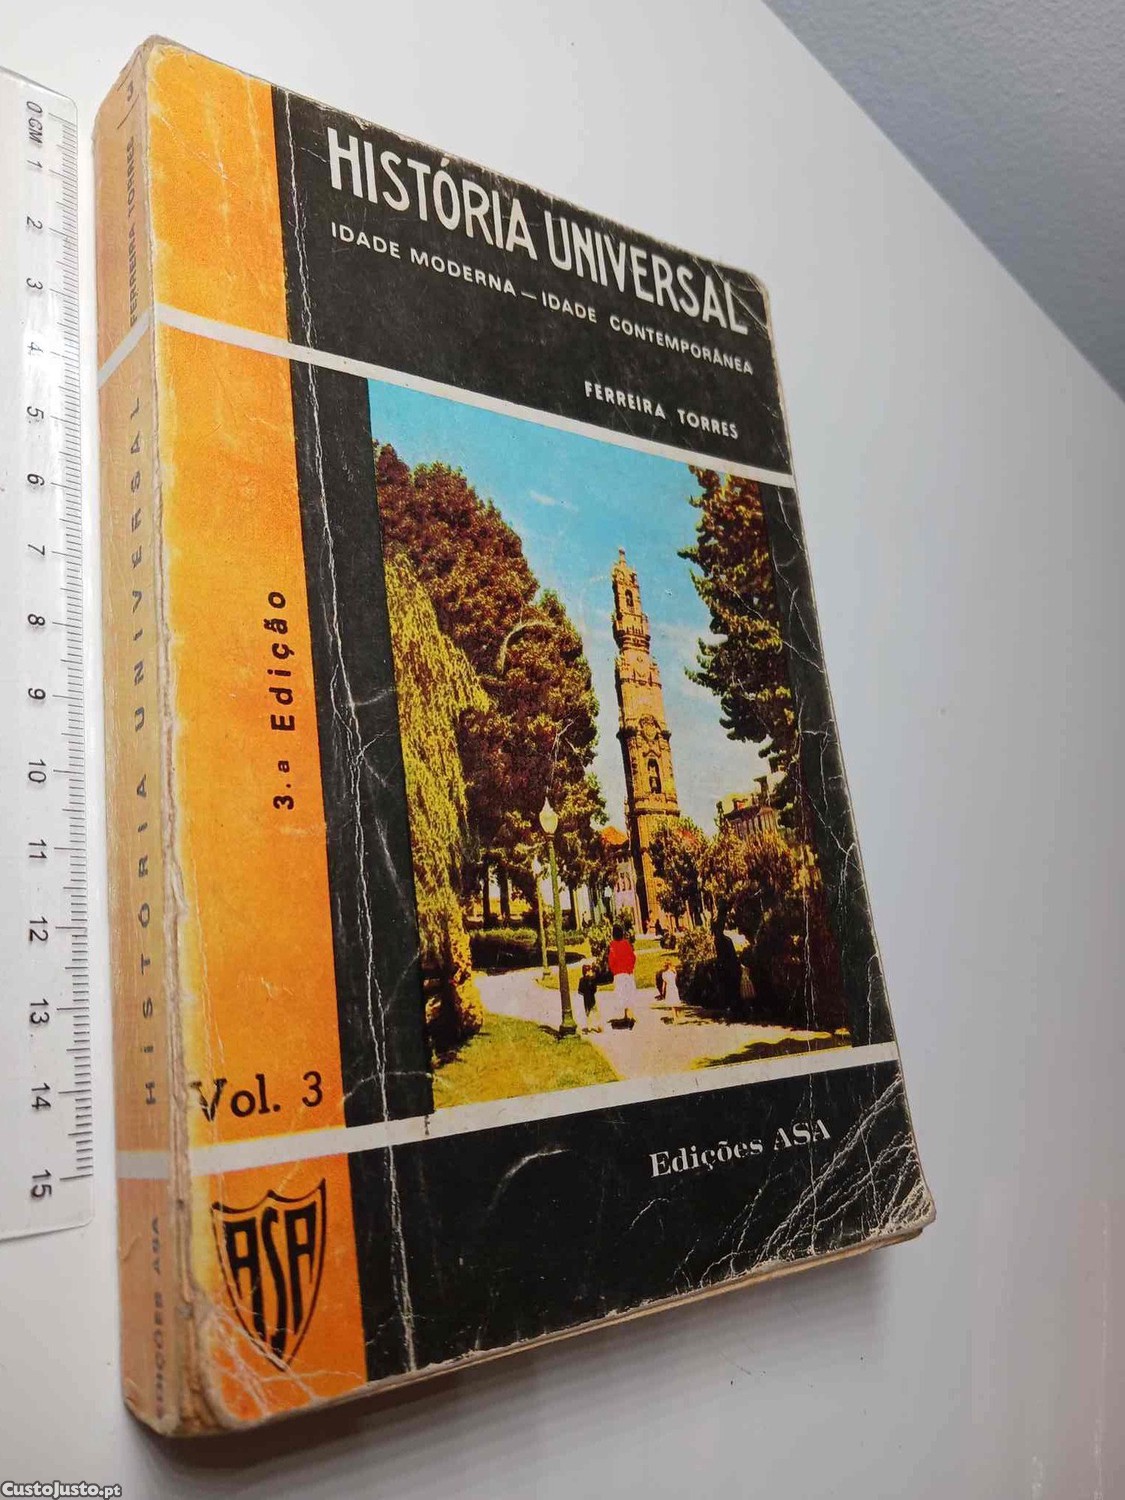 HISTÓRIA UNIVERSAL
IDADE MODERNA — IDADE CONTEMPORÂNEA
FERREIRA TORRES
3.ª Edição
Vol. 3
Edições ASA
ASA
FERREIRA TORRES
3
HISTÓRIA UNIVERSAL
EDIÇÕES ASA
0 CM 1 2 3 4 5 6 7 8 9 10 11 12 13 14 15
CustoJusto.pt